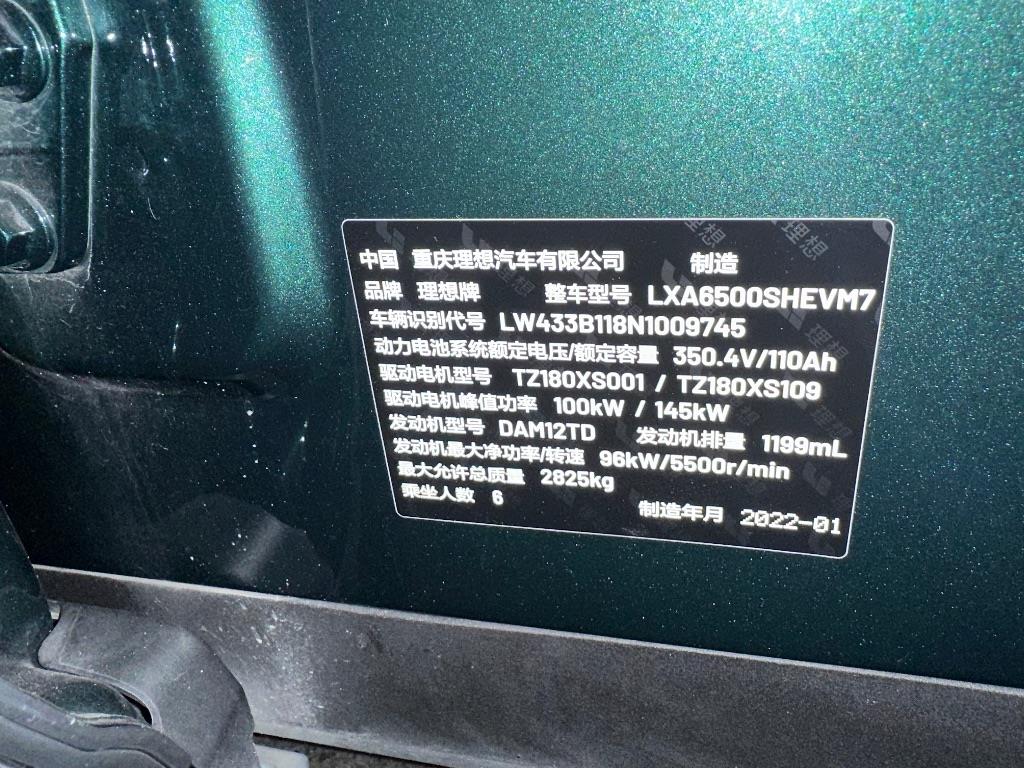 中国 重庆理想汽车有限公司 制造
品牌 理想牌 整车型号 LXA6500SHEVM7
车辆识别代号 LW433B118N1009745
动力电池系统额定电压/额定容量 350.4V/110Ah
驱动电机型号 TZ180XS001 / TZ180XS109
驱动电机峰值功率 100kW / 145kW
发动机型号 DAM12TD 发动机排量 1199mL
发动机最大净功率/转速 96kW/5500r/min
最大允许总质量 2825kg
乘坐人数 6 制造年月 2022-01